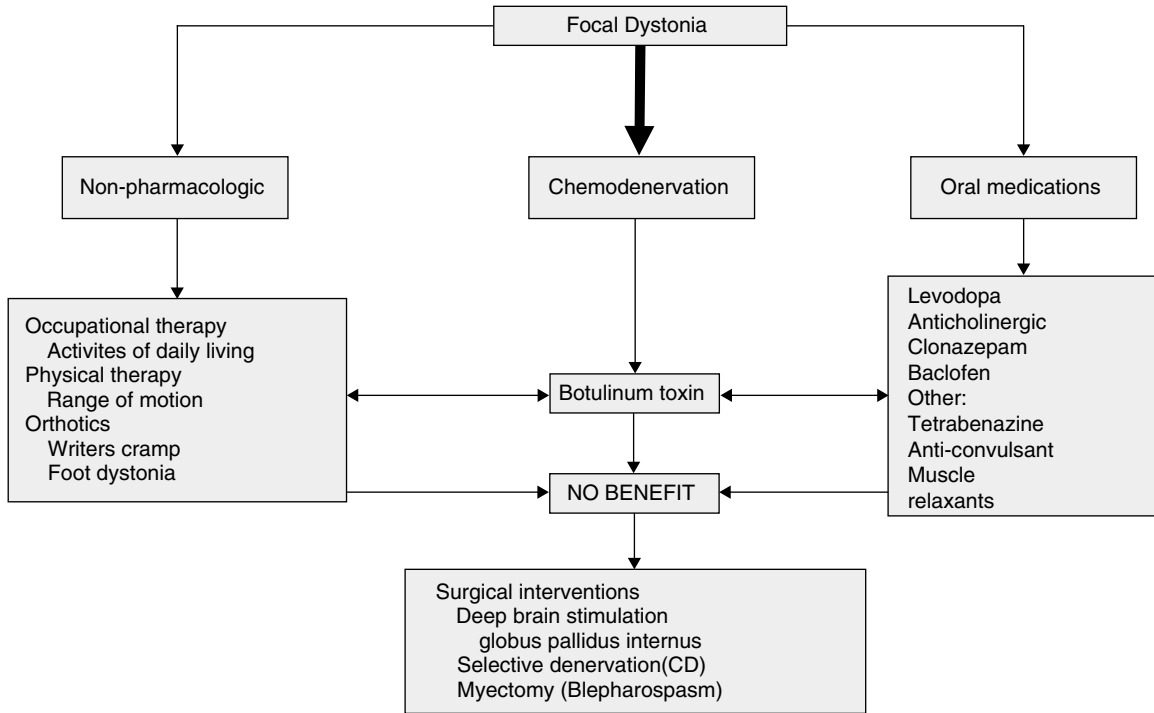 Focal Dystonia
Non-pharmacologic
Chemodenervation
Oral medications
Occupational therapy
Activites of daily living
Physical therapy
Range of motion
Orthotics
Writers cramp
Foot dystonia
Botulinum toxin
Levodopa
Anticholinergic
Clonazepam
Baclofen
Other:
Tetrabenazine
Anti-convulsant
Muscle
relaxants
NO BENEFIT
Surgical interventions
Deep brain stimulation
globus pallidus internus
Selective denervation(CD)
Myectomy (Blepharospasm)